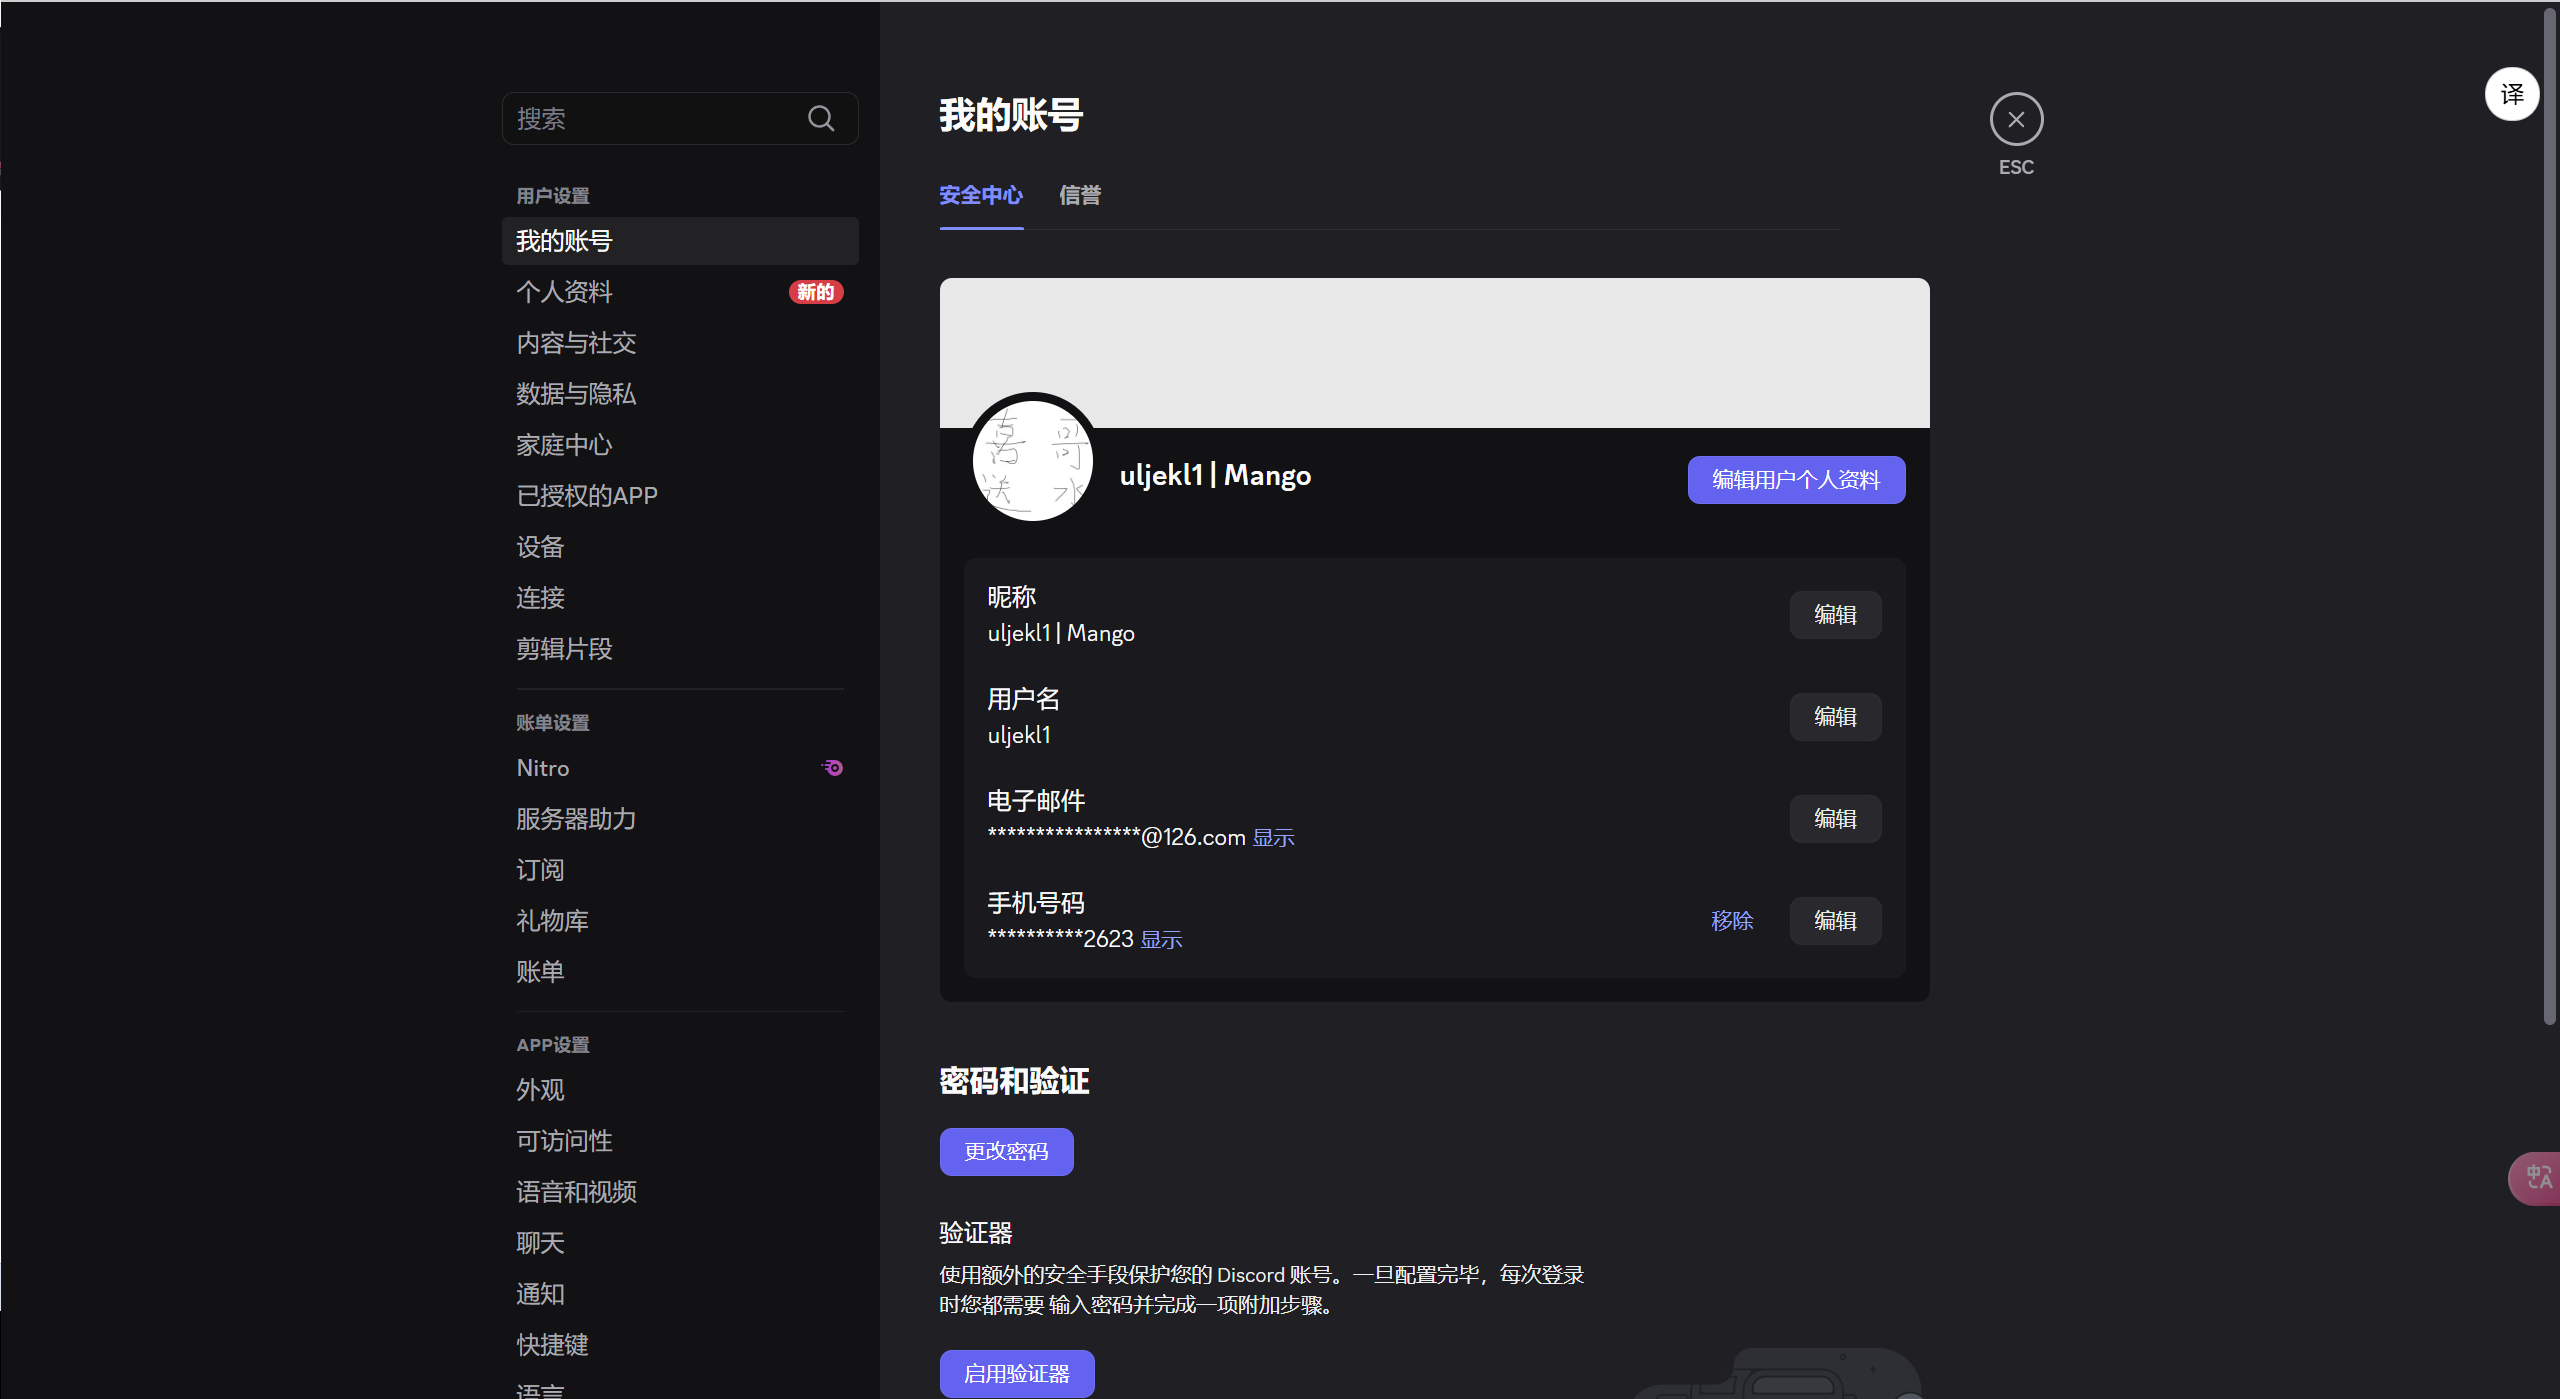 搜索
用户设置
我的账号
个人资料
新的
内容与社交
数据与隐私
家庭中心
已授权的APP
设备
连接
剪辑片段
账单设置
Nitro
服务器助力
订阅
礼物库
账单
APP设置
外观
可访问性
语音和视频
聊天
通知
快捷键
语言
我的账号
ESC
译
安全中心
信誉
喜 哥
送 水
uljekl1 | Mango
编辑用户个人资料
昵称
uljekl1 | Mango
编辑
用户名
uljekl1
编辑
电子邮件
****************@126.com 显示
编辑
手机号码
**********2623 显示
移除
编辑
密码和验证
更改密码
验证器
使用额外的安全手段保护您的 Discord 账号。一旦配置完毕，每次登录
时您都需要 输入密码并完成一项附加步骤。
启用验证器
中A